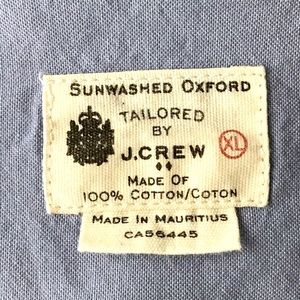 SUNWASHED OXFORD
TAILORED
BY
J.CREW
XL
MADE OF
100% COTTON/COTON
MADE IN MAURITIUS
CA56445